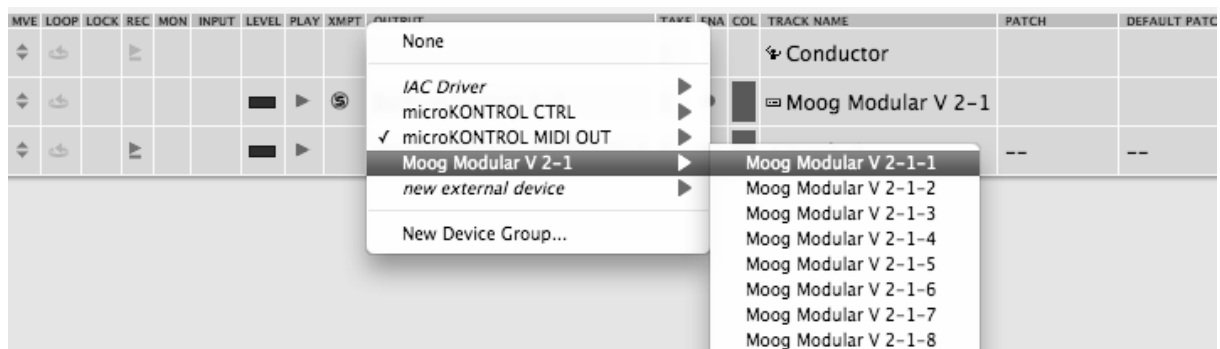 MVE LOOP LOCK REC MON INPUT LEVEL PLAY XMPT OUTPUT TAKE ENA COL TRACK NAME PATCH DEFAULT PATC
None
Conductor
IAC Driver
microKONTROL CTRL
Moog Modular V 2-1
✓ microKONTROL MIDI OUT
Moog Modular V 2-1
Moog Modular V 2-1-1
-- --
new external device
Moog Modular V 2-1-2
Moog Modular V 2-1-3
New Device Group...
Moog Modular V 2-1-4
Moog Modular V 2-1-5
Moog Modular V 2-1-6
Moog Modular V 2-1-7
Moog Modular V 2-1-8